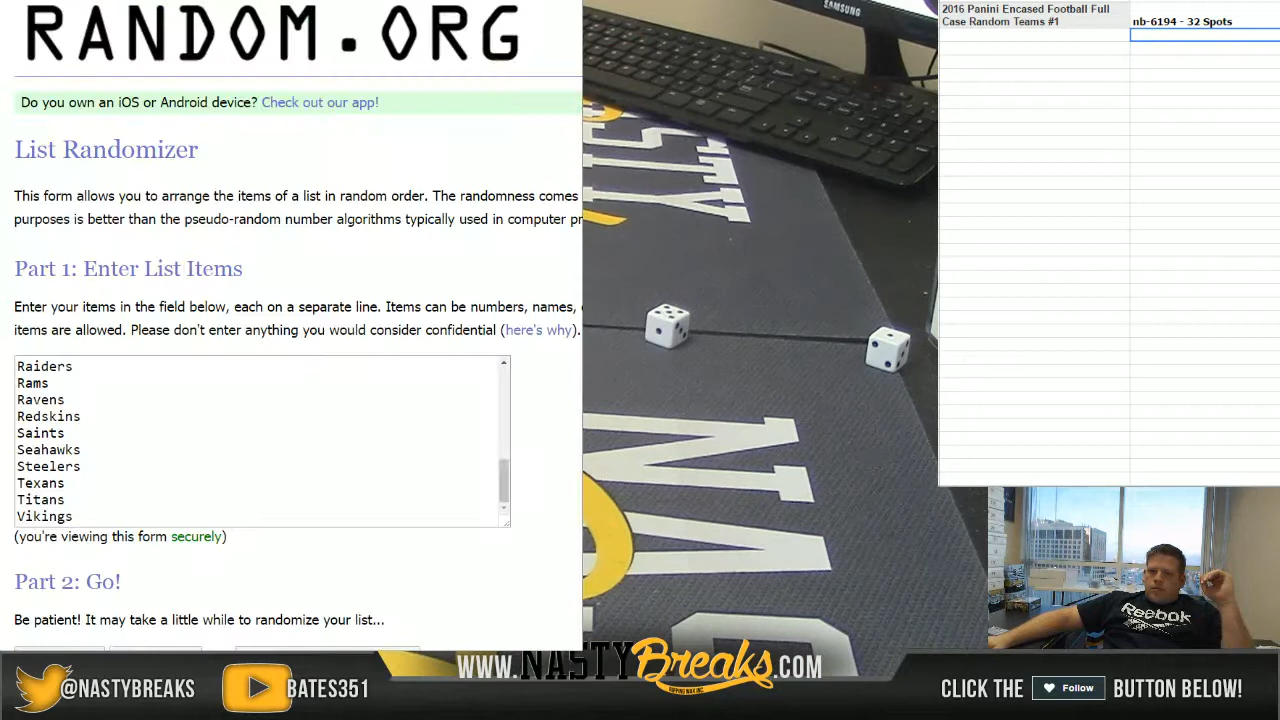 RANDOM.ORG
Do you own an iOS or Android device? Check out our app!
List Randomizer
This form allows you to arrange the items of a list in random order. The randomness comes
purposes is better than the pseudo-random number algorithms typically used in computer pr
Part 1: Enter List Items
Enter your items in the field below, each on a separate line. Items can be numbers, names,
items are allowed. Please don't enter anything you would consider confidential (here's why).
Raiders
Rams
Ravens
Redskins
Saints
Seahawks
Steelers
Texans
Titans
Vikings
(you're viewing this form securely)
Part 2: Go!
Be patient! It may take a little while to randomize your list...
SAMSUNG
2016 Panini Encased Football Full
Case Random Teams #1
nb-6194 - 32 Spots
Reebok
@NASTYBREAKS
BATES351
WWW.NASTYBreaks.COM
RIPPING WAX INC.
CLICK THE Follow BUTTON BELOW!